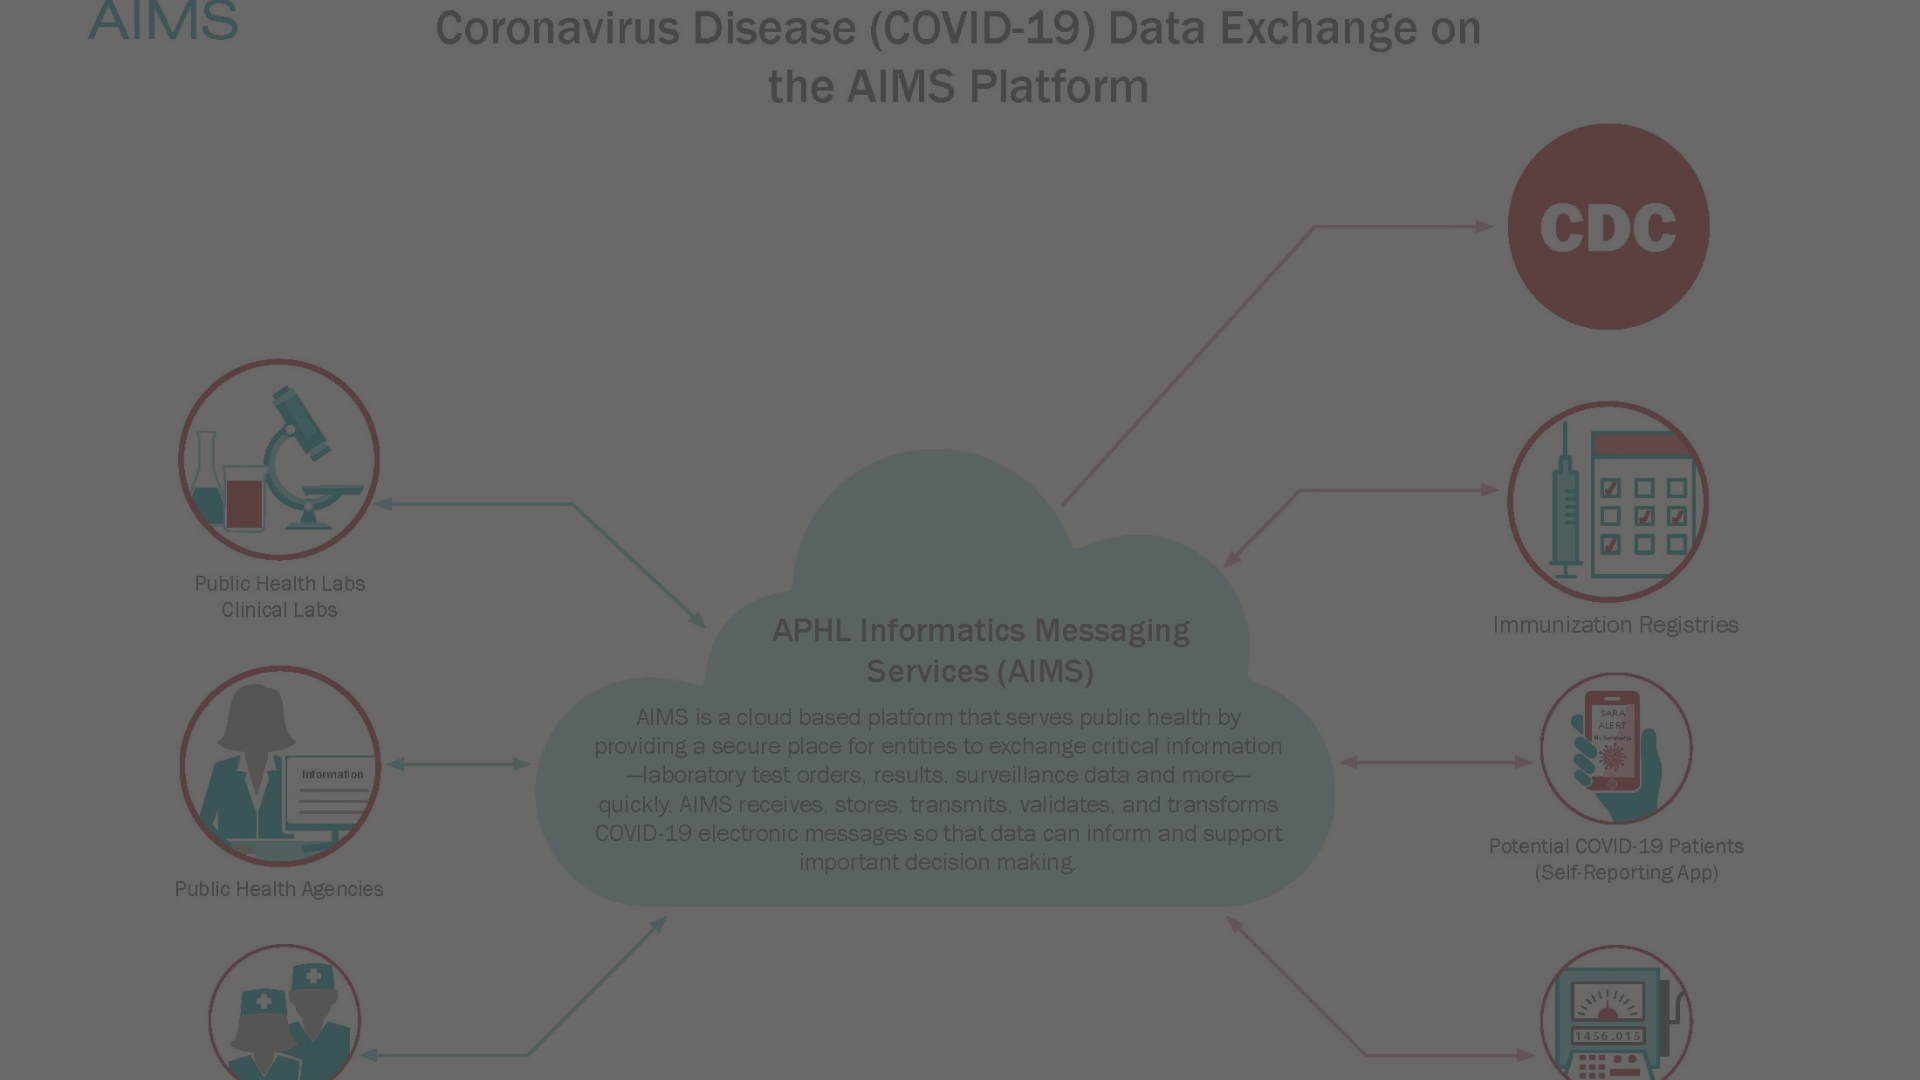 AIMS
Coronavirus Disease (COVID-19) Data Exchange on
the AIMS Platform
CDC
Public Health Labs
Clinical Labs
Immunization Registries
APHL Informatics Messaging
Services (AIMS)
AIMS is a cloud based platform that serves public health by
providing a secure place for entities to exchange critical information
—laboratory test orders, results, surveillance data and more—
quickly. AIMS receives, stores, transmits, validates, and transforms
COVID-19 electronic messages so that data can inform and support
important decision making.
Information
Public Health Agencies
SARA
ALERT
My Symptoms
Potential COVID-19 Patients
(Self-Reporting App)
1456.015